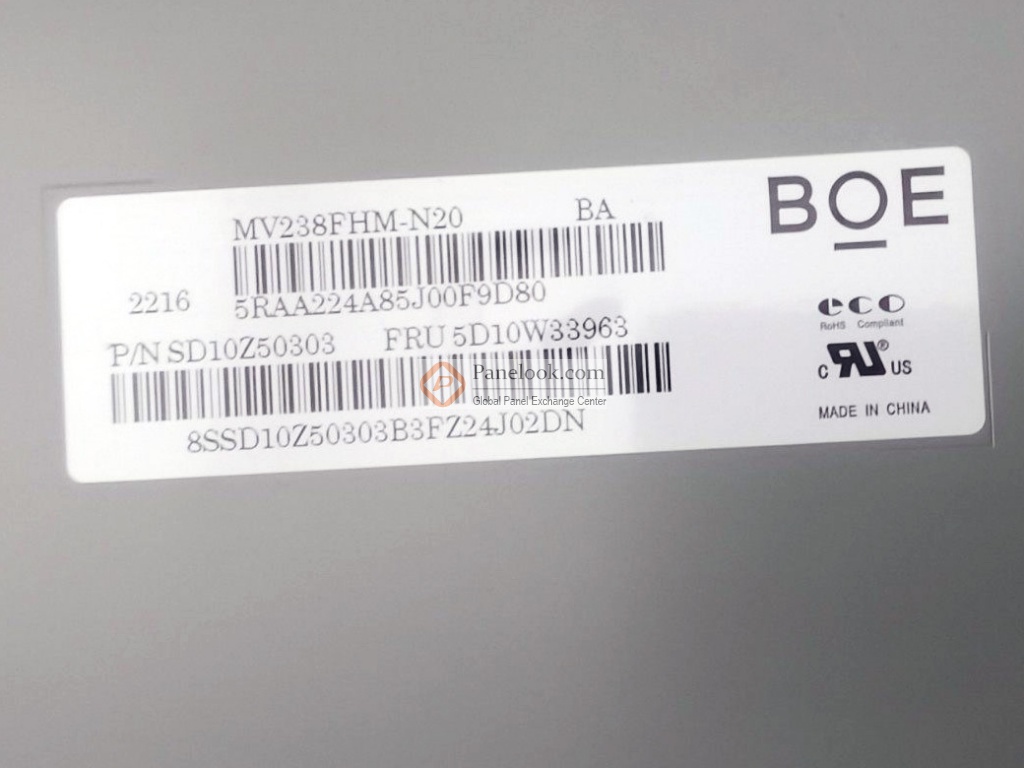 BOE
MV238FHM-N20 BA
2216 5RAA224A85J00F9D80
P/N SD10Z50303 FRU 5D10W33963
8SSD10Z50303B3FZ24J02DN
eco
RoHS Compliant
c RU® US
MADE IN CHINA
Panelook.com
Global Panel Exchange Center